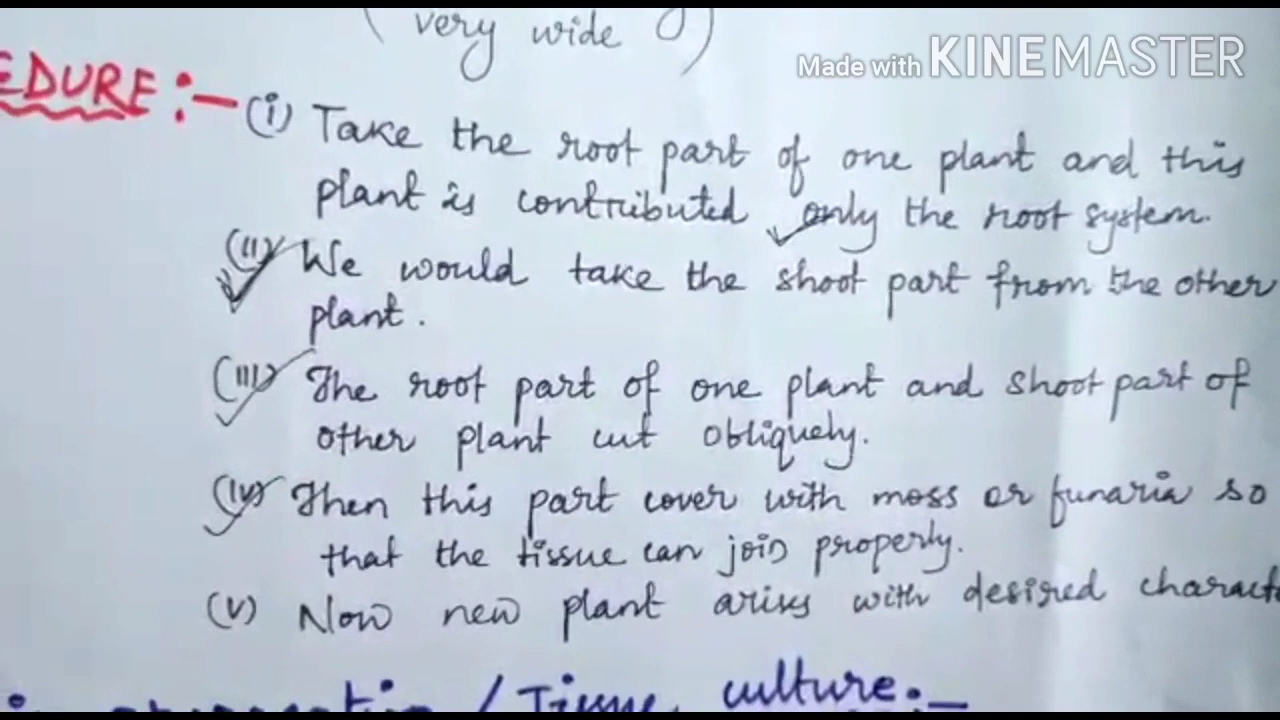 (very wide
Made with KINEMASTER
EDURE :- (i) Take the root part of one plant and this
plant is contributed only the root system.
(ii) We would take the shoot part from the other
plant.
(iii) The root part of one plant and shoot part of
other plant cut obliquely.
(iv) Then this part cover with moss or funaria so
that the tissue can join properly.
(v) Now new plant arises with desired charact
/ Tissue culture:-